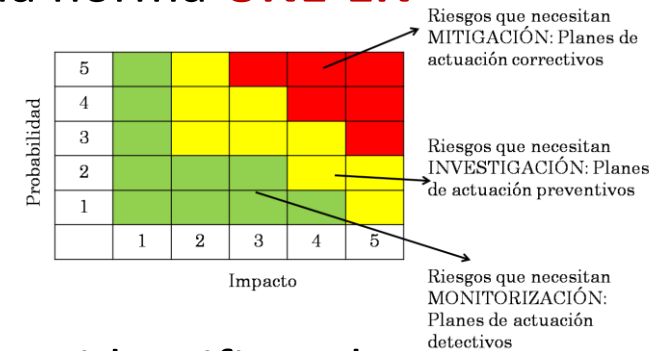 la norma UNE-EN
Riesgos que necesitan
MITIGACIÓN: Planes de
actuación correctivos
Probabilidad
5
4
3
2
1
1 2 3 4 5
Impacto
Riesgos que necesitan
INVESTIGACIÓN: Planes
de actuación preventivos
Riesgos que necesitan
MONITORIZACIÓN:
Planes de actuación
detectivos